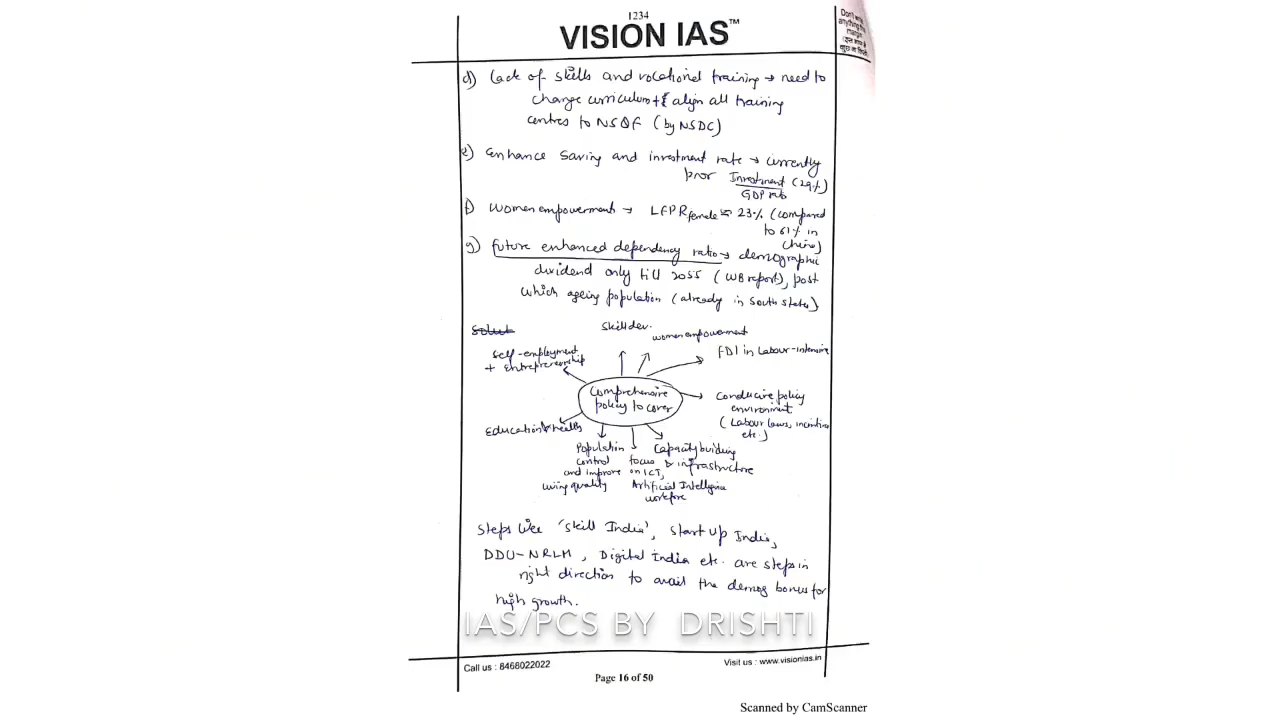 1234
VISION IAS™
Don't write
anything this
margin
d) Lack of skills and vocational training → need to
change curriculum + & align all training
centres to NSQF (by NSDC)
e) Enhance saving and investment rate → currently
poor Investment (29%)
GDP ratio
f) Women empowerment → LFPR female ≈ 23% (compared
to 61% in
China)
g) future enhanced dependency ratio → demographic
dividend only till 2055 (WB report), post
which ageing population (already in South states)
Solut
skill dev.
women empowerment
self-employment
+ Entrepreneurship
FDI in Labour-intensive
Comprehensive
policy to cover
Conducive policy
environment
(Labour laws, incentives
etc.)
Education & health
Population
control
and improve
living quality
focus
on ICT,
Artificial Intelligence
workforce
Capacity building
& infrastructure
Steps like 'Skill India', Start Up India,
DDU-NRLM, Digital India etc. are steps in
right direction to avail the demog bonus for
high growth.
IAS/PCS BY DRISHTI
Call us : 8468022022
Visit us : www.visionias.in
Page 16 of 50
Scanned by CamScanner